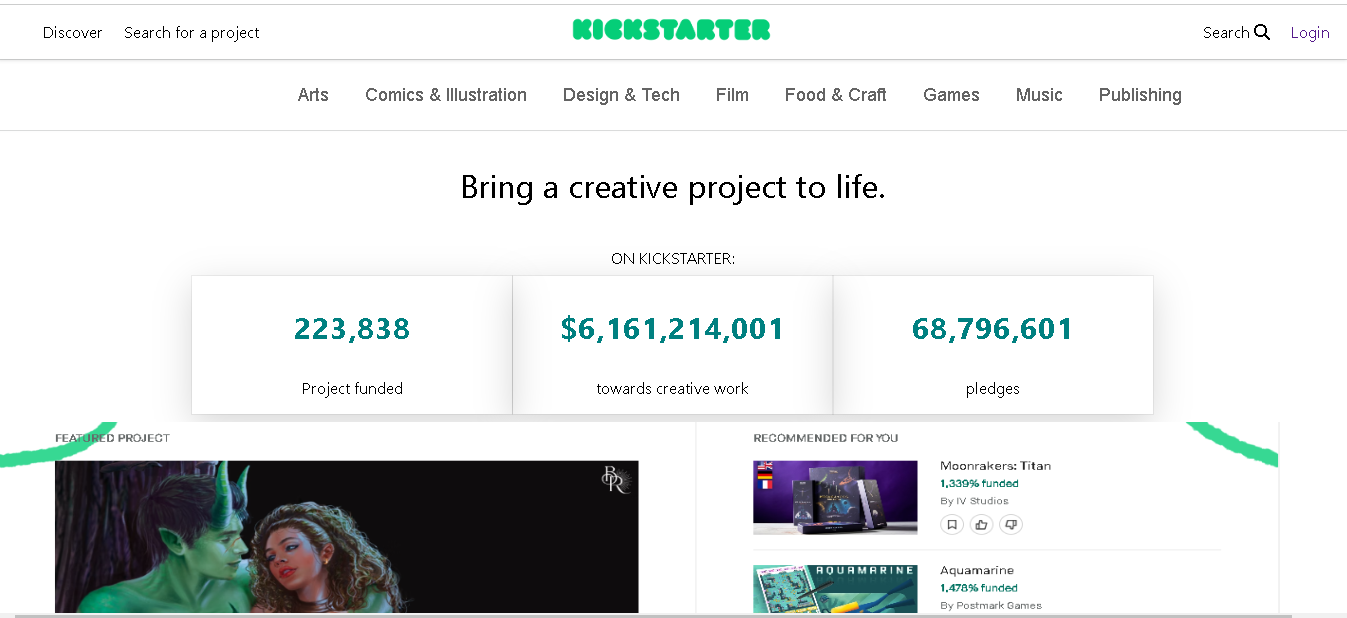 Discover Search for a project KICKSTARTER Search Login
Arts Comics & Illustration Design & Tech Film Food & Craft Games Music Publishing
Bring a creative project to life.
ON KICKSTARTER:
223,838 $6,161,214,001 68,796,601
Project funded towards creative work pledges
FEATURED PROJECT
BR
RECOMMENDED FOR YOU
Moonrakers: Titan
1,339% funded
By IV Studios
AQUAMARINE
Aquamarine
1,478% funded
By Postmark Games